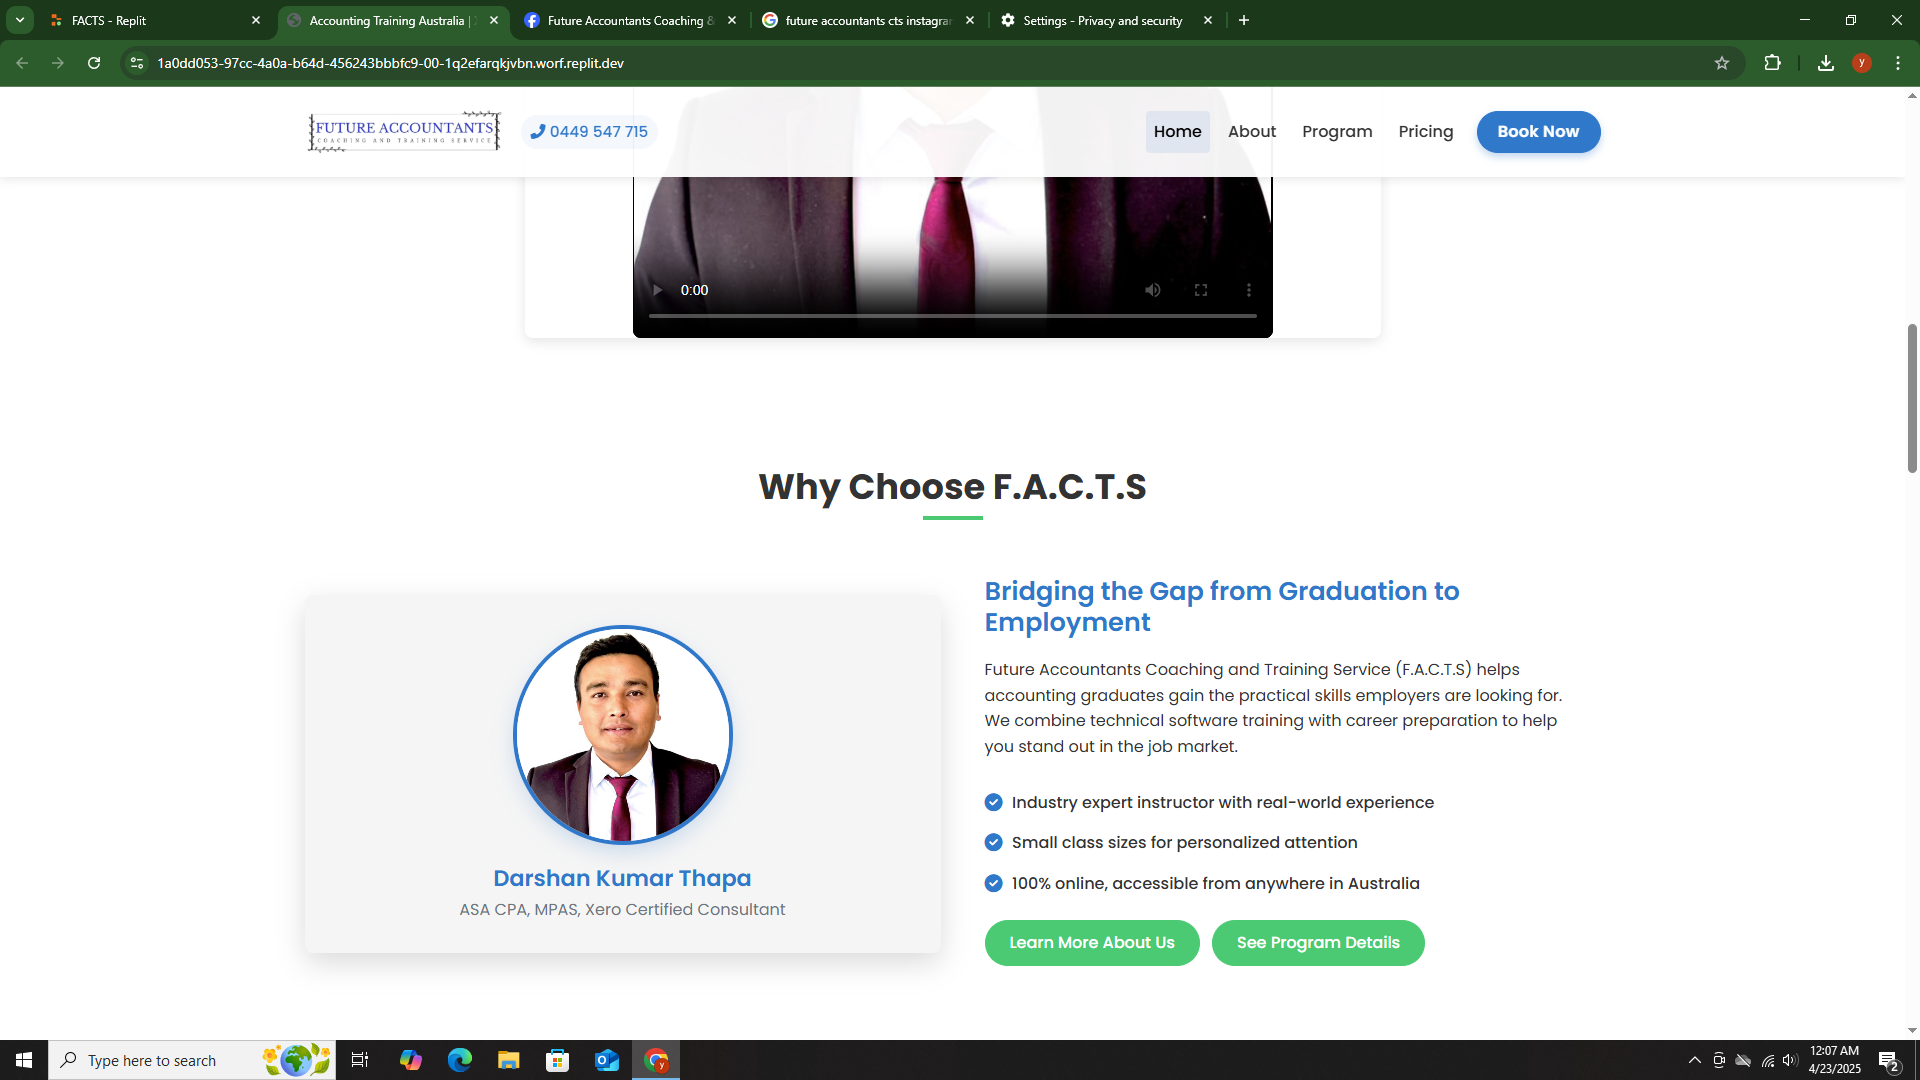 FACTS - Replit
Accounting Training Australia |
Future Accountants Coaching &
future accountants cts instagra
Settings - Privacy and security
1a0dd053-97cc-4a0a-b64d-456243bbbfc9-00-1q2efarqkjvbn.worf.replit.dev
y
FUTURE ACCOUNTANTS
COACHING AND TRAINING SERVICE
0449 547 715
Home
About
Program
Pricing
Book Now
0:00
Why Choose F.A.C.T.S
Bridging the Gap from Graduation to
Employment
Future Accountants Coaching and Training Service (F.A.C.T.S) helps
accounting graduates gain the practical skills employers are looking for.
We combine technical software training with career preparation to help
you stand out in the job market.
Industry expert instructor with real-world experience
Small class sizes for personalized attention
100% online, accessible from anywhere in Australia
Learn More About Us
See Program Details
Darshan Kumar Thapa
ASA CPA, MPAS, Xero Certified Consultant
Type here to search
12:07 AM
4/23/2025
2